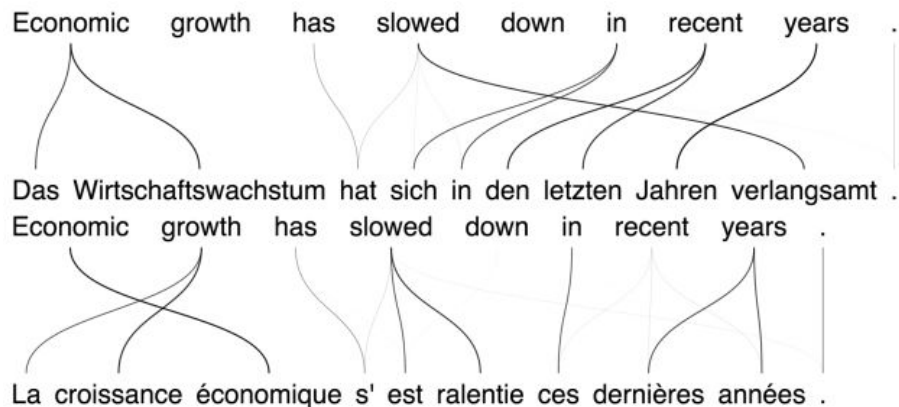 Economic growth has slowed down in recent years .
Das Wirtschaftswachstum hat sich in den letzten Jahren verlangsamt .
Economic growth has slowed down in recent years .
La croissance économique s' est ralentie ces dernières années .